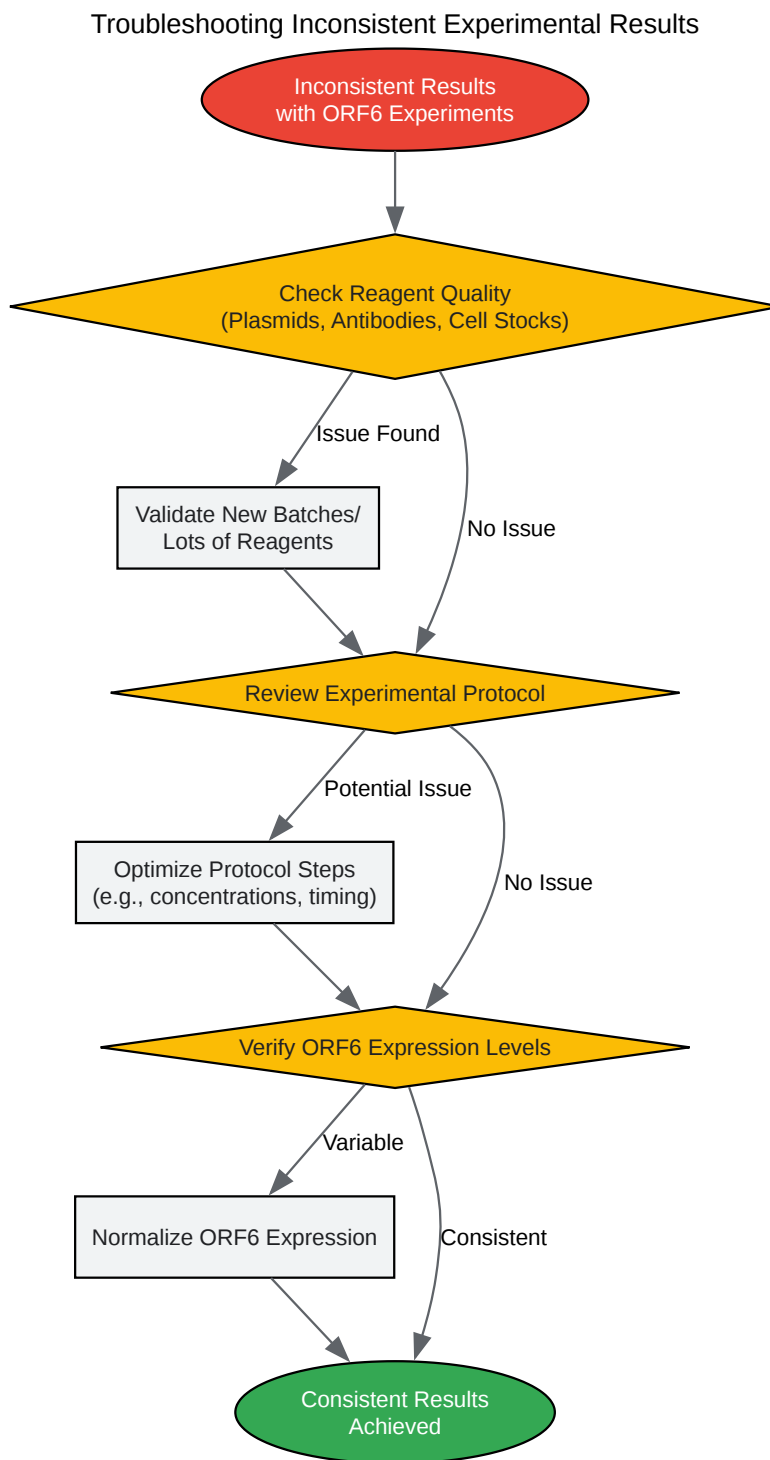 Troubleshooting Inconsistent Experimental Results
Inconsistent Results
with ORF6 Experiments
Check Reagent Quality
(Plasmids, Antibodies, Cell Stocks)
Issue Found
Validate New Batches/
Lots of Reagents
No Issue
Review Experimental Protocol
Potential Issue
Optimize Protocol Steps
(e.g., concentrations, timing)
No Issue
Verify ORF6 Expression Levels
Variable
Normalize ORF6 Expression
Consistent
Consistent Results
Achieved